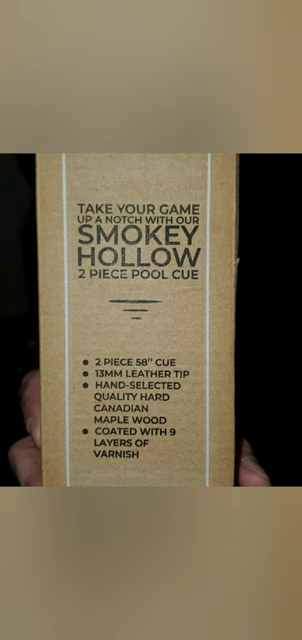 TAKE YOUR GAME
UP A NOTCH WITH OUR
SMOKEY
HOLLOW
2 PIECE POOL CUE
• 2 PIECE 58" CUE
• 13MM LEATHER TIP
• HAND-SELECTED
QUALITY HARD
CANADIAN
MAPLE WOOD
• COATED WITH 9
LAYERS OF
VARNISH